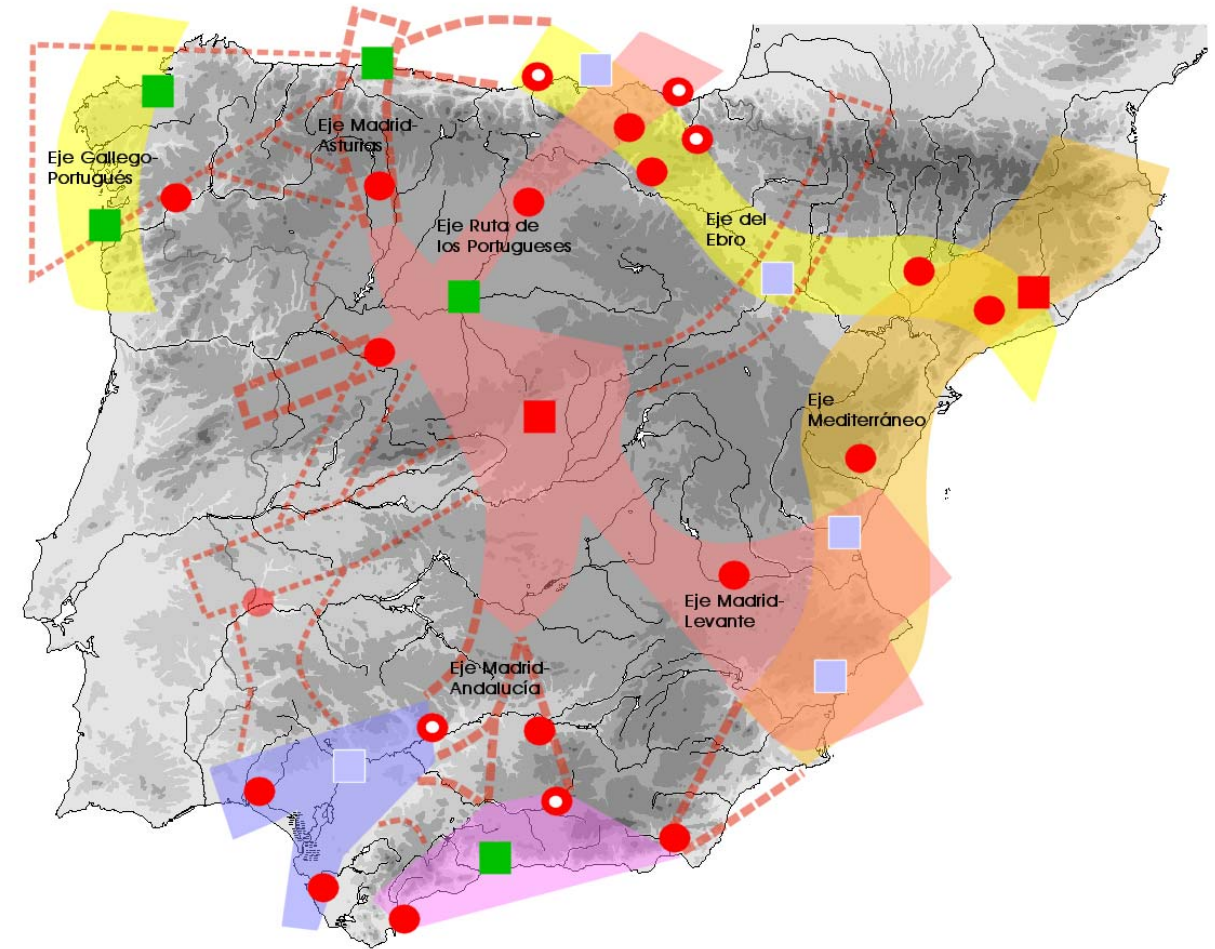 Eje Madrid-
Asturias
Eje Gallego-
Portugués
Eje Ruta de
los Portugueses
Eje del
Ebro
Eje
Mediterráneo
Eje Madrid-
Levante
Eje Madrid-
Andalucía